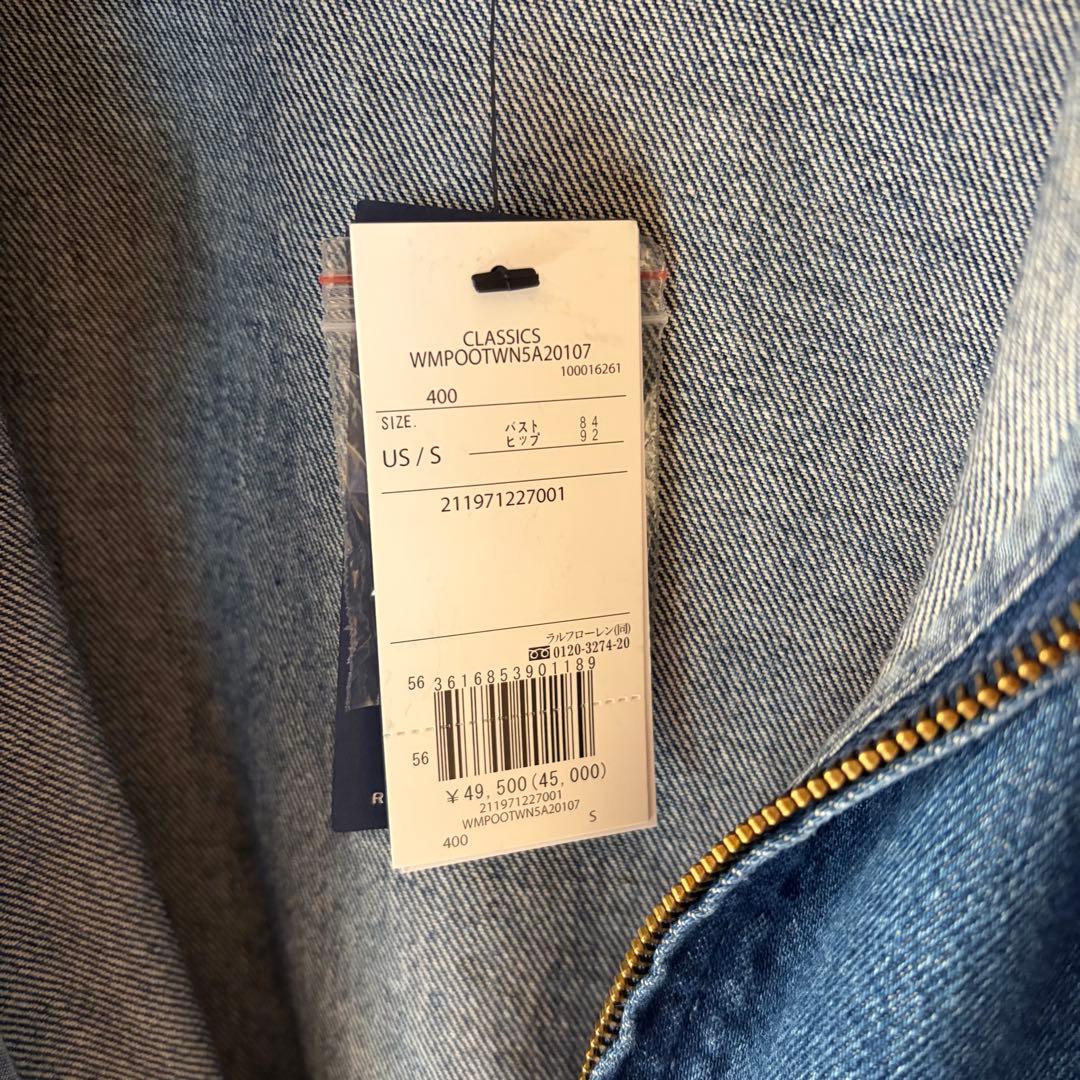 CLASSICS
WMPOOTWN5A20107
100016261
400
SIZE.
US / S
バスト 84
ヒップ 92
211971227001
ラルフローレン(同)
0120-3274-20
56 3616853901189
56
¥ 49,500 (45,000)
211971227001
WMPOOTWN5A20107
400 S
R